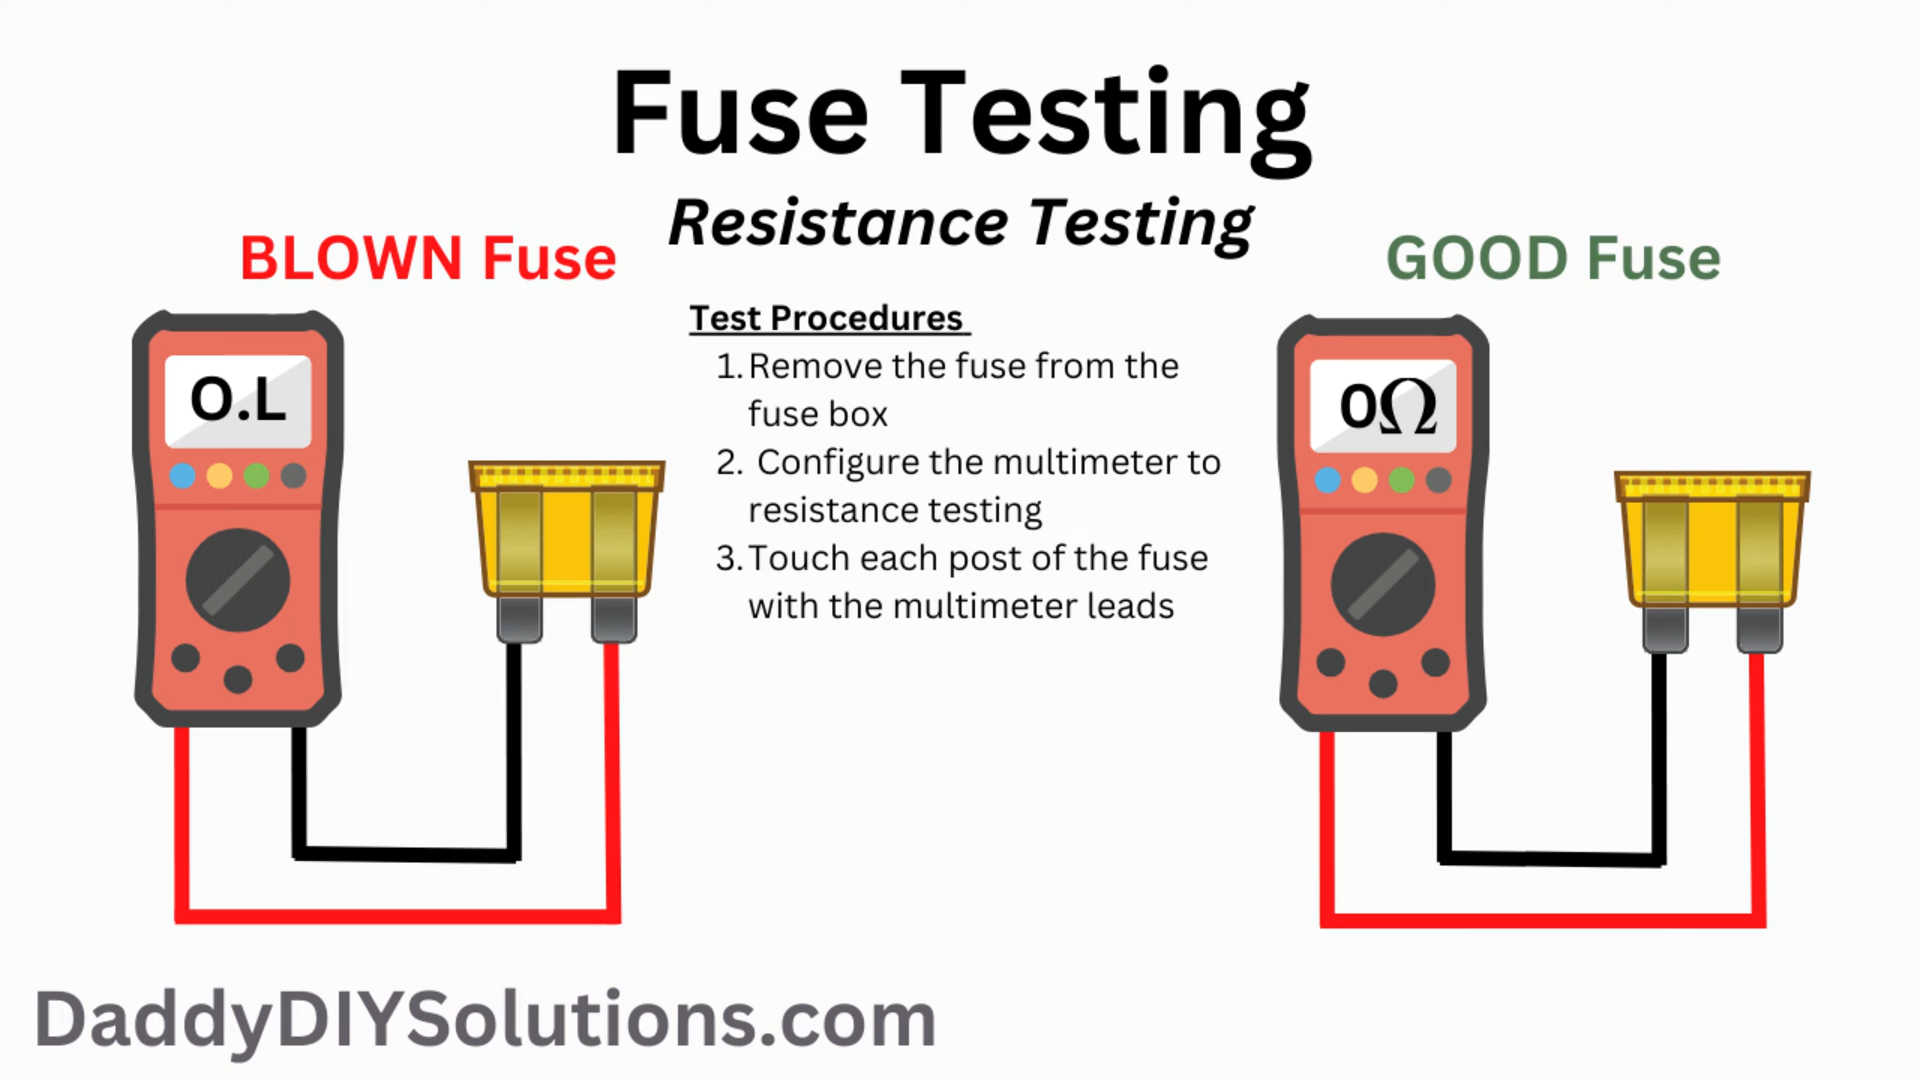 Fuse Testing
Resistance Testing
BLOWN Fuse
GOOD Fuse
O.L
Test Procedures
1. Remove the fuse from the
fuse box
2. Configure the multimeter to
resistance testing
3. Touch each post of the fuse
with the multimeter leads
0Ω
DaddyDIYSolutions.com